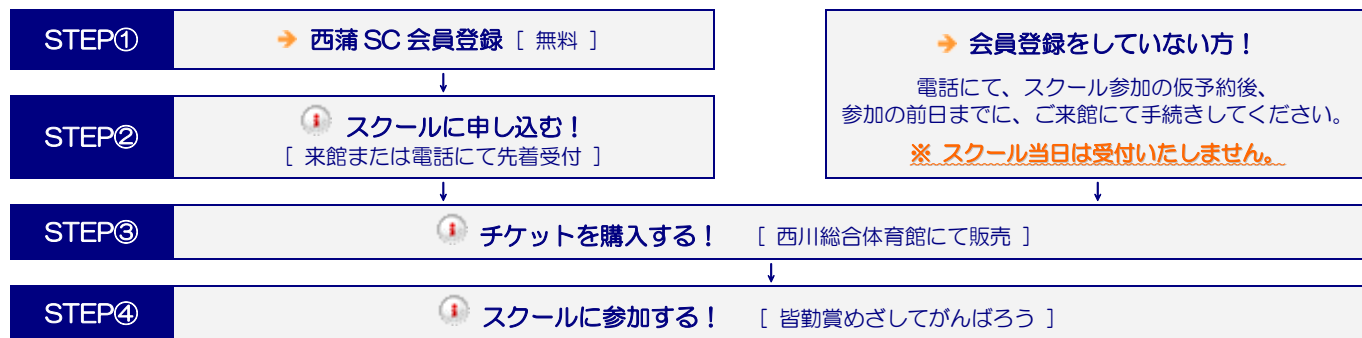 STEP①
西蒲 SC 会員登録 [ 無料 ]
↓
STEP②
スクールに申し込む！
[ 来館または電話にて先着受付 ]
会員登録をしていない方！
電話にて、スクール参加の仮予約後、
参加の前日までに、ご来館にて手続きしてください。
※ スクール当日は受付いたしません。
↓
↓
STEP③
チケットを購入する！ [ 西川総合体育館にて販売 ]
↓
STEP④
スクールに参加する！ [ 皆勤賞めざしてがんばろう ]